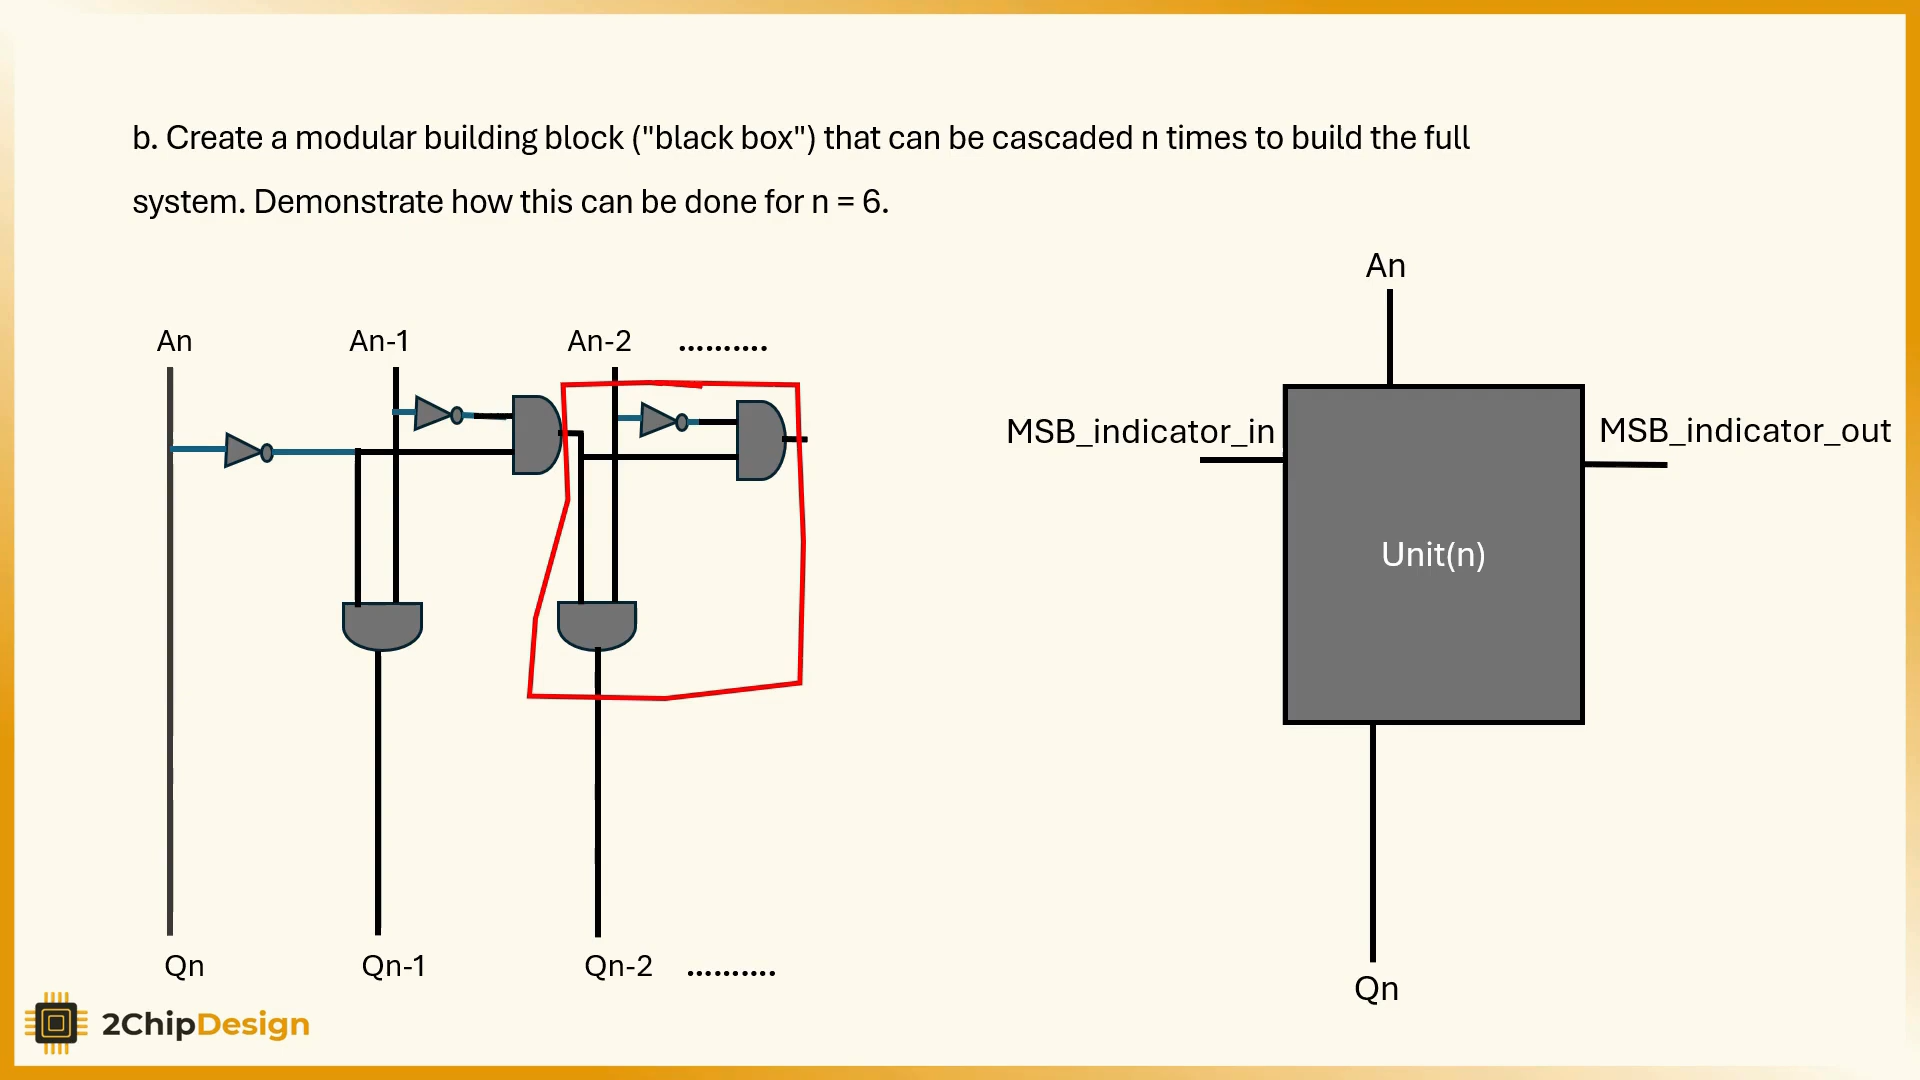 b. Create a modular building block ("black box") that can be cascaded n times to build the full
system. Demonstrate how this can be done for n = 6.
An
An-1
An-2
..........
Qn
Qn-1
Qn-2
..........
An
MSB_indicator_in
MSB_indicator_out
Unit(n)
Qn
2ChipDesign